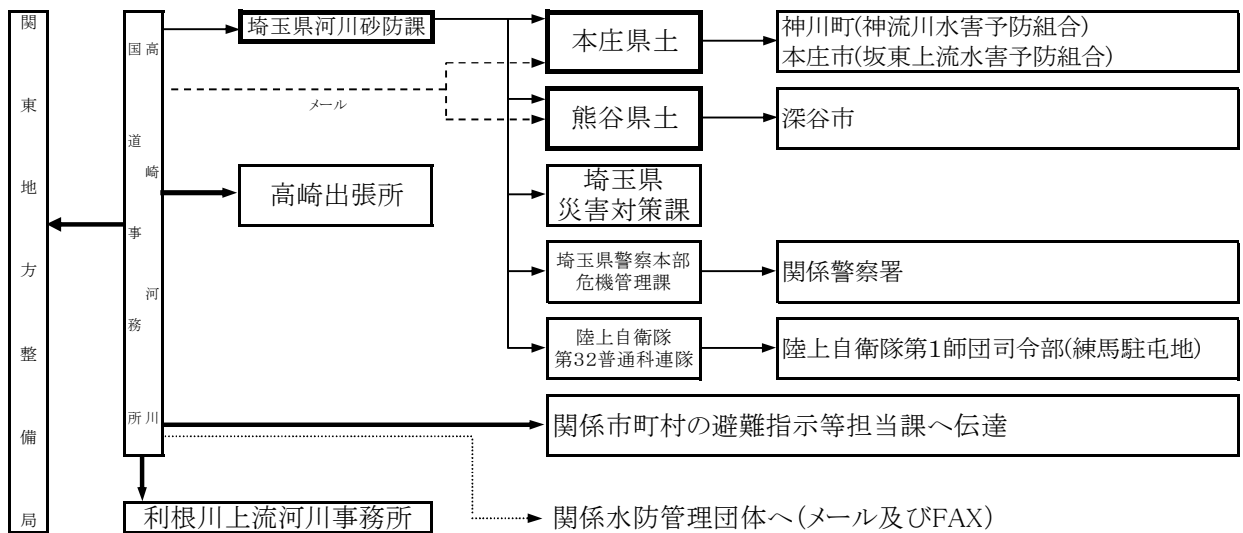 関東地方整備局
高崎河川
国道事務所
埼玉県河川砂防課
メール
高崎出張所
利根川上流河川事務所
本庄県土
熊谷県土
埼玉県
災害対策課
埼玉県警察本部
危機管理課
陸上自衛隊
第32普通科連隊
神川町(神流川水害予防組合)
本庄市(坂東上流水害予防組合)
深谷市
関係警察署
陸上自衛隊第1師団司令部(練馬駐屯地)
関係市町村の避難指示等担当課へ伝達
関係水防管理団体へ(メール及びFAX)